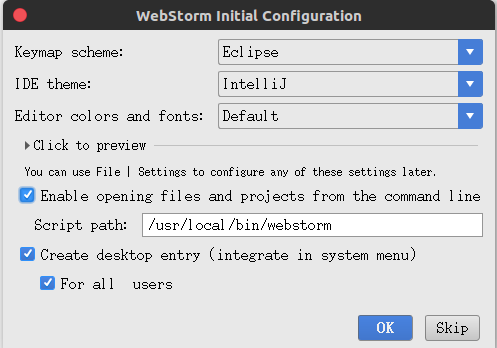 WebStorm Initial Configuration
Keymap scheme: Eclipse
IDE theme: IntelliJ
Editor colors and fonts: Default
Click to preview
You can use File | Settings to configure any of these settings later.
Enable opening files and projects from the command line
Script path: /usr/local/bin/webstorm
Create desktop entry (integrate in system menu)
For all users
OK Skip